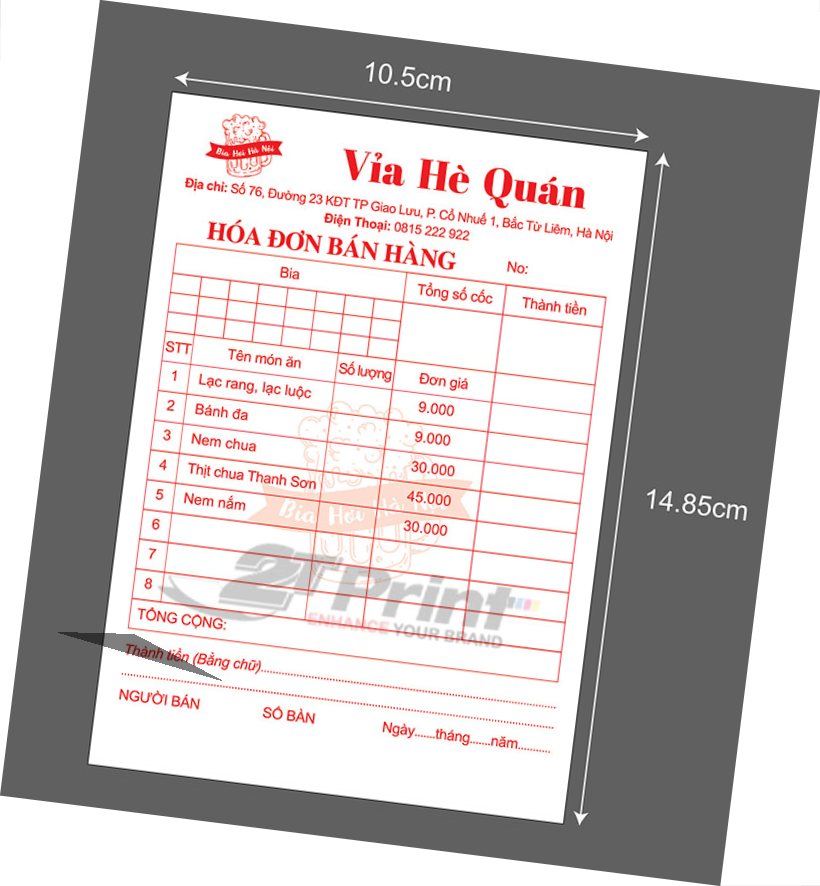 10.5cm
Bia Hơi Hà Nội
Vỉa Hè Quán
Địa chỉ: Số 76, Đường 23 KĐT TP Giao Lưu, P. Cổ Nhuế 1, Bắc Từ Liêm, Hà Nội
Điện Thoại: 0815 222 922
HÓA ĐƠN BÁN HÀNG No:
Bia Tổng số cốc Thành tiền
STT Tên món ăn Số lượng Đơn giá
1 Lạc rang, lạc luộc 9.000
2 Bánh đa 9.000
3 Nem chua 30.000
4 Thịt chua Thanh Sơn 45.000
5 Nem nắm 30.000
6
7
8
Bia Hơi Hà Nội
2T Print
ENHANCE YOUR BRAND
TỔNG CỘNG:
Thành tiền (Bằng chữ)..........
NGƯỜI BÁN SỐ BÀN Ngày......tháng......năm.........
14.85cm